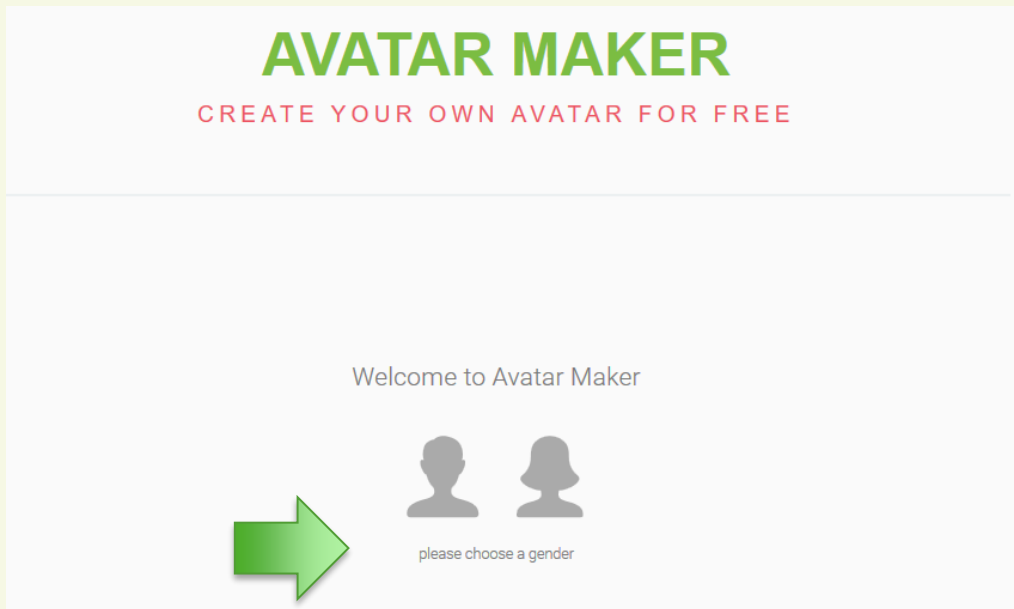 AVATAR MAKER
CREATE YOUR OWN AVATAR FOR FREE
Welcome to Avatar Maker
please choose a gender